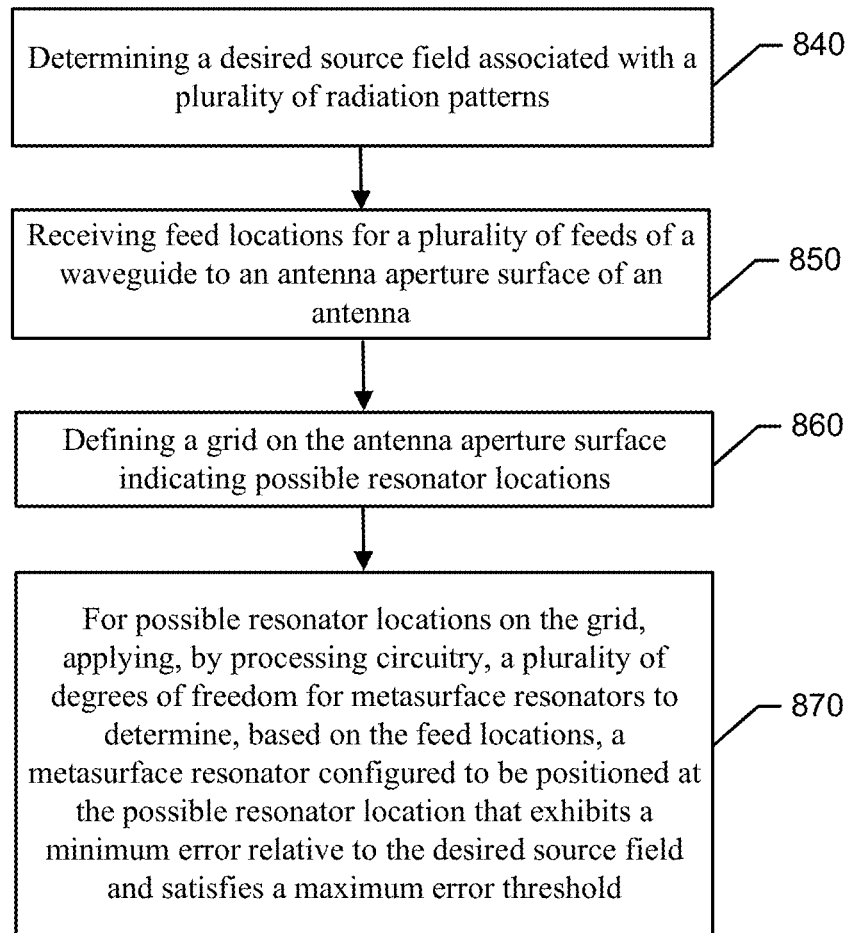 Determining a desired source field associated with a
plurality of radiation patterns
840
Receiving feed locations for a plurality of feeds of a
waveguide to an antenna aperture surface of an
antenna
850
Defining a grid on the antenna aperture surface
indicating possible resonator locations
860
For possible resonator locations on the grid,
applying, by processing circuitry, a plurality of
degrees of freedom for metasurface resonators to
determine, based on the feed locations, a
metasurface resonator configured to be positioned at
the possible resonator location that exhibits a
minimum error relative to the desired source field
and satisfies a maximum error threshold
870